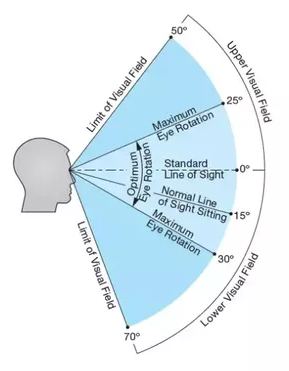 50°
Limit of Visual Field
Upper Visual Field
25°
Maximum
Eye Rotation
Optimum
Eye Rotation
Standard
Line of Sight
0°
Normal Line
of Sight Sitting
15°
Maximum
Eye Rotation
30°
Limit of Visual Field
Lower Visual Field
70°